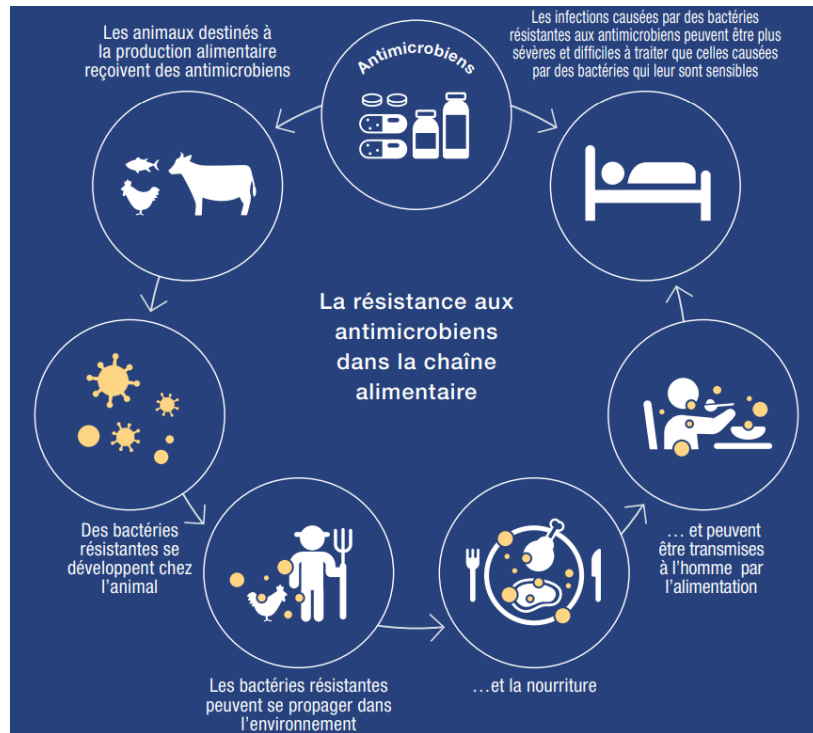 Les animaux destinés à
la production alimentaire
reçoivent des antimicrobiens
Antimicrobiens
Les infections causées par des bactéries
résistantes aux antimicrobiens peuvent être plus
sévères et difficiles à traiter que celles causées
par des bactéries qui leur sont sensibles
La résistance aux
antimicrobiens
dans la chaîne
alimentaire
Des bactéries
résistantes se
développent chez
l'animal
Les bactéries résistantes
peuvent se propager dans
l'environnement
…et la nourriture
… et peuvent
être transmises
à l'homme par
l'alimentation